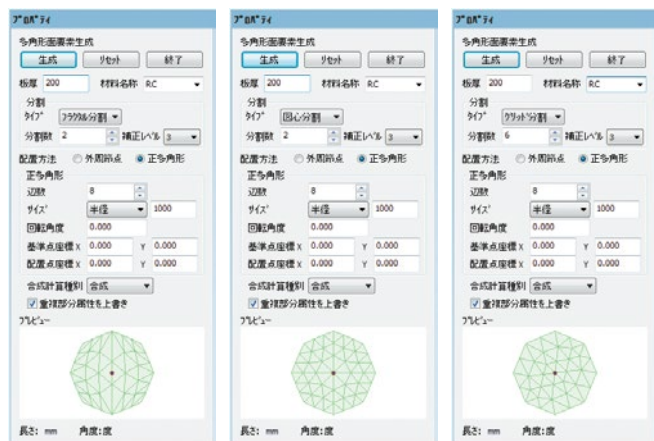 プロパティ
多角形面要素生成
生成 リセット 終了
板厚 200 材料名称 RC
分割
タイプ フラクタル分割
分割数 2 補正レベル 3
配置方法 外周節点 正多角形
正多角形
辺数 8
サイズ 半径 1000
回転角度 0.000
基準点座標 X 0.000 Y 0.000
配置点座標 X 0.000 Y 0.000
合成計算種別 合成
重複部分属性を上書き
プレビュー
長さ: mm 角度:度
プロパティ
多角形面要素生成
生成 リセット 終了
板厚 200 材料名称 RC
分割
タイプ 図心分割
分割数 2 補正レベル 3
配置方法 外周節点 正多角形
正多角形
辺数 8
サイズ 半径 1000
回転角度 0.000
基準点座標 X 0.000 Y 0.000
配置点座標 X 0.000 Y 0.000
合成計算種別 合成
重複部分属性を上書き
プレビュー
長さ: mm 角度:度
プロパティ
多角形面要素生成
生成 リセット 終了
板厚 200 材料名称 RC
分割
タイプ グリッド分割
分割数 6 補正レベル 3
配置方法 外周節点 正多角形
正多角形
辺数 8
サイズ 半径 1000
回転角度 0.000
基準点座標 X 0.000 Y 0.000
配置点座標 X 0.000 Y 0.000
合成計算種別 合成
重複部分属性を上書き
プレビュー
長さ: mm 角度:度